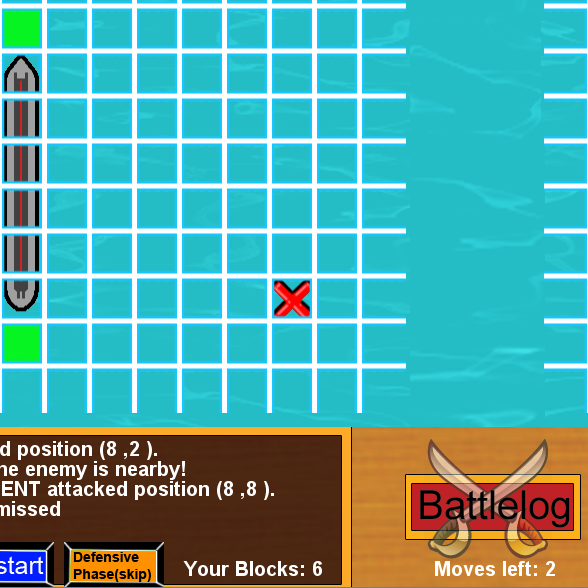 d position (8 ,2 ).
he enemy is nearby!
ENT attacked position (8 ,8 ).
missed
Battlelog
start
Defensive
Phase(skip)
Your Blocks: 6
Moves left: 2